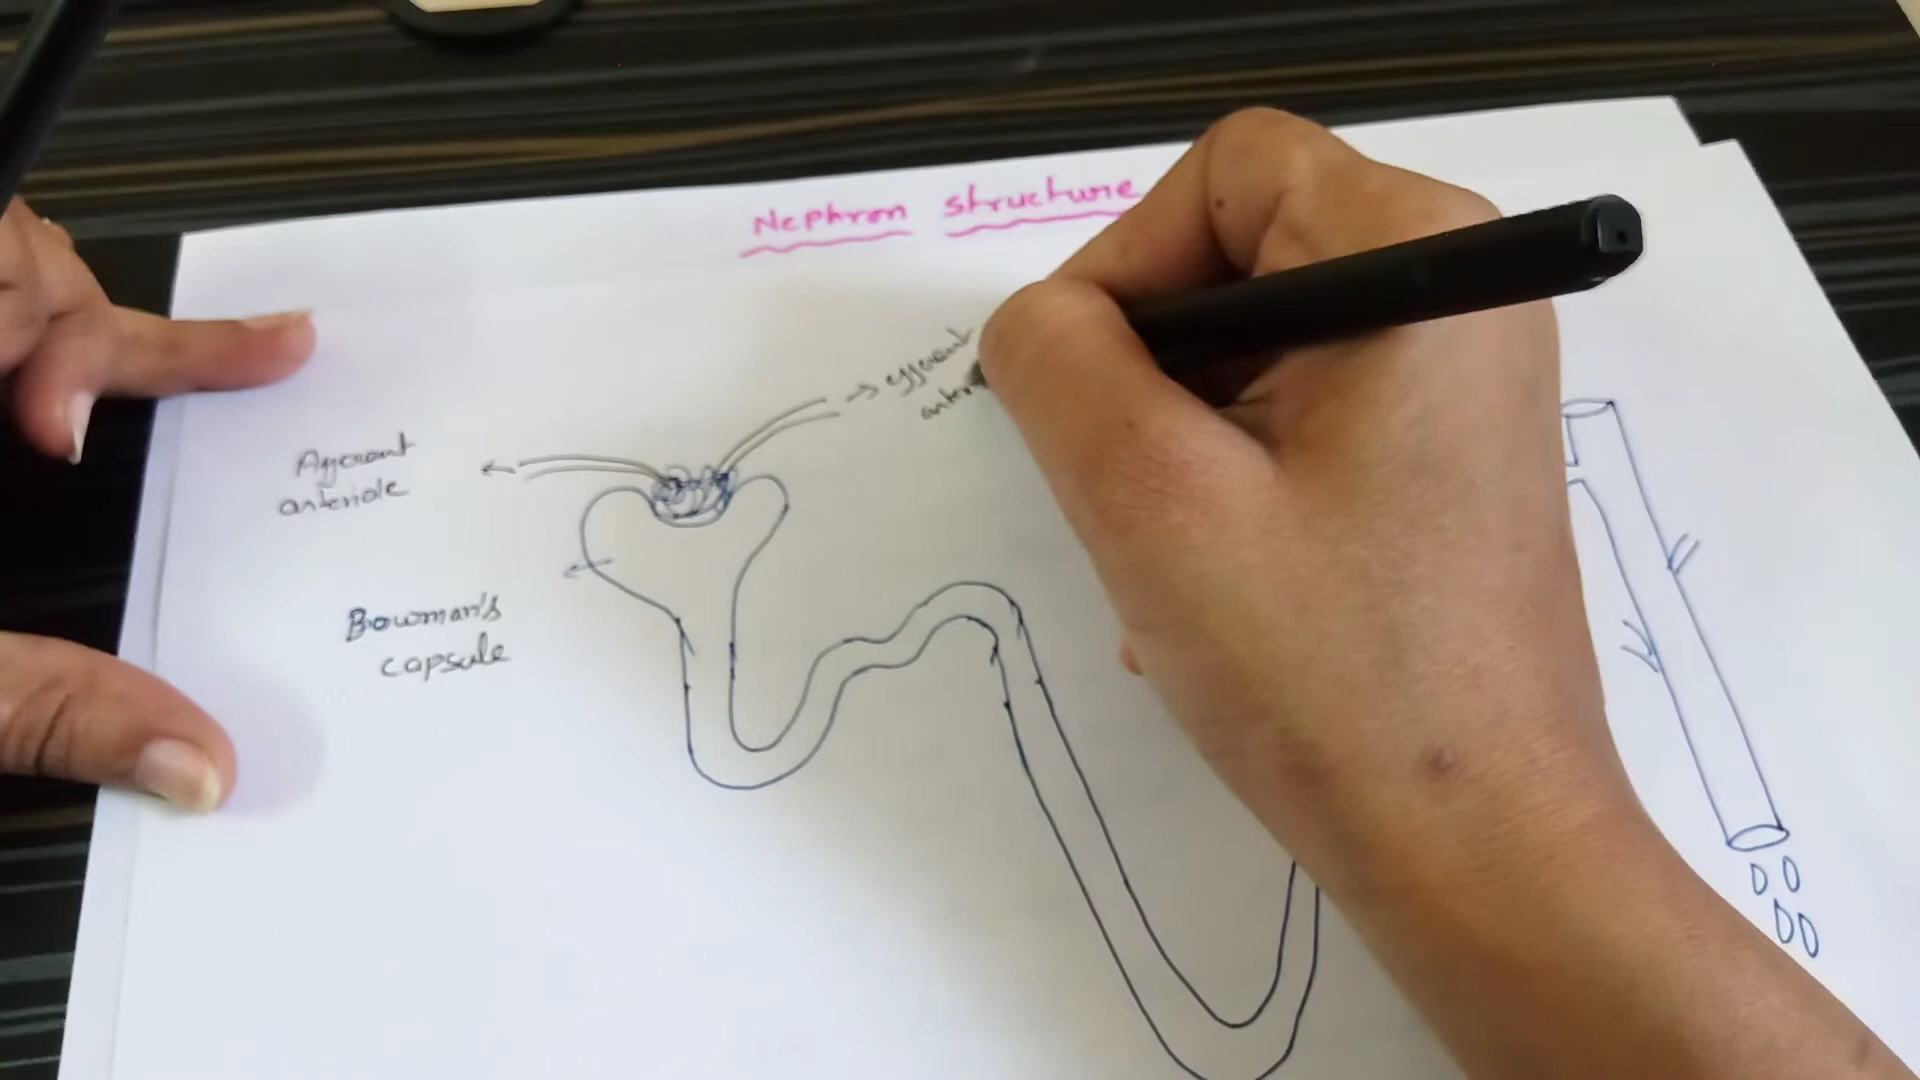 Nephron structure
efferent
Afferent
arteriole
Bowman's
capsule